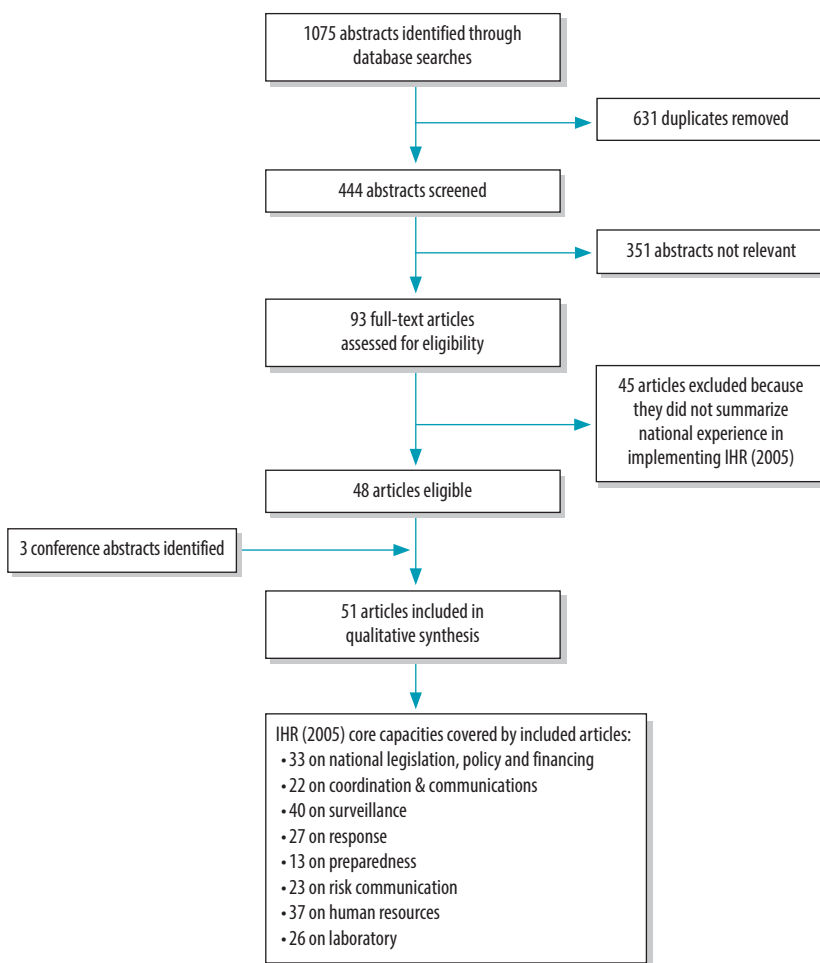 1075 abstracts identified through
database searches
631 duplicates removed
444 abstracts screened
351 abstracts not relevant
93 full-text articles
assessed for eligibility
45 articles excluded because
they did not summarize
national experience in
implementing IHR (2005)
48 articles eligible
3 conference abstracts identified
51 articles included in
qualitative synthesis
IHR (2005) core capacities covered by included articles:
• 33 on national legislation, policy and financing
• 22 on coordination & communications
• 40 on surveillance
• 27 on response
• 13 on preparedness
• 23 on risk communication
• 37 on human resources
• 26 on laboratory